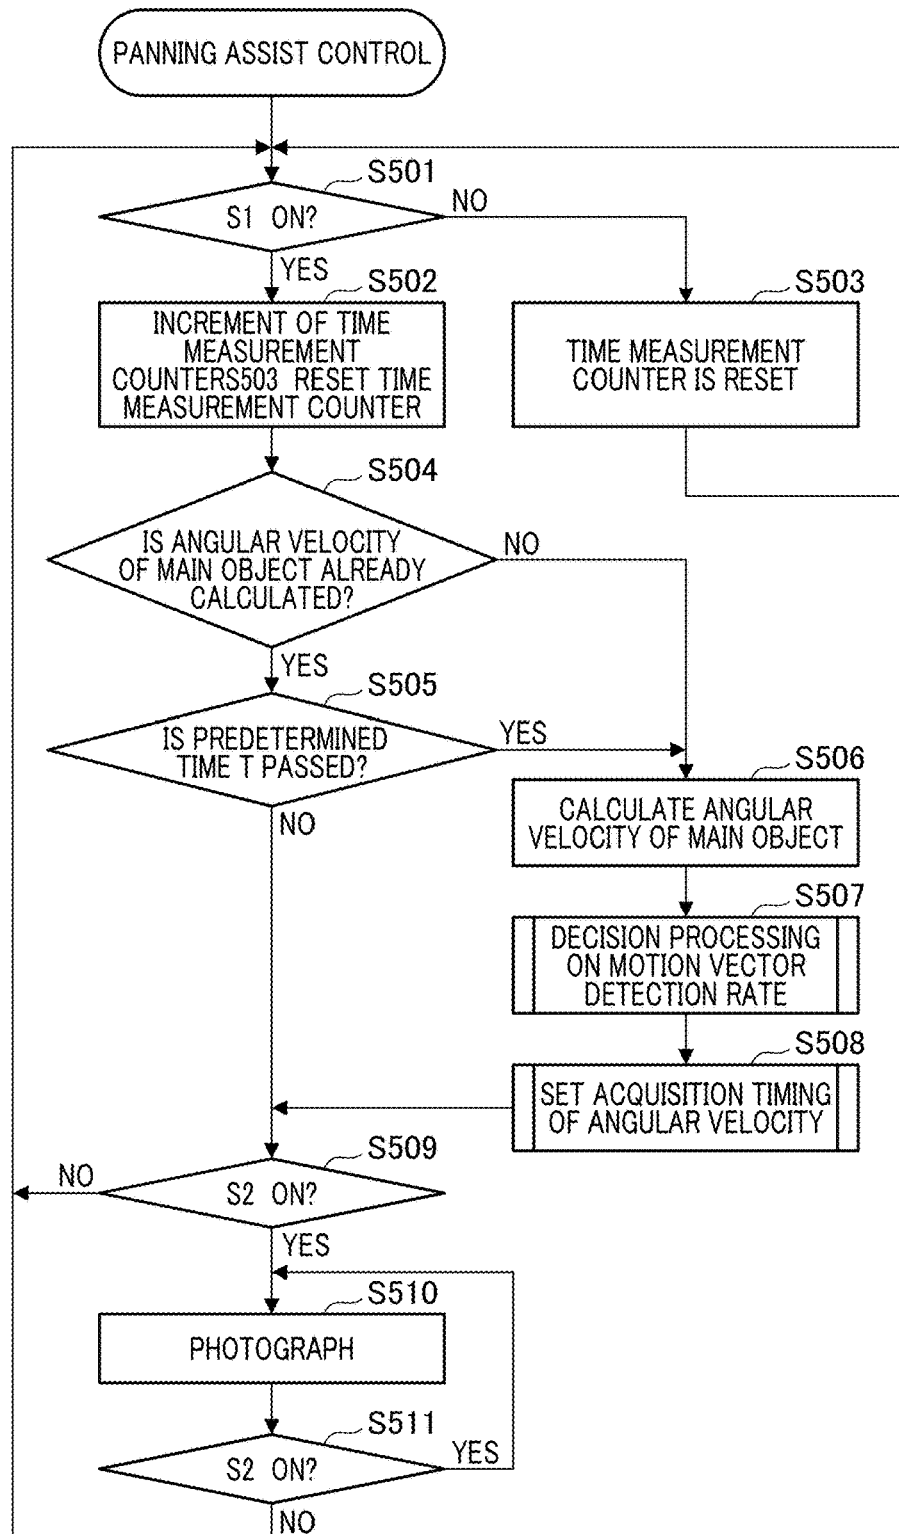 PANNING ASSIST CONTROL
S501
S1 ON?
NO
YES
S502
INCREMENT OF TIME
MEASUREMENT
COUNTERS503 RESET TIME
MEASUREMENT COUNTER
S503
TIME MEASUREMENT
COUNTER IS RESET
S504
IS ANGULAR VELOCITY
OF MAIN OBJECT ALREADY
CALCULATED?
NO
YES
S505
IS PREDETERMINED
TIME T PASSED?
YES
NO
S506
CALCULATE ANGULAR
VELOCITY OF MAIN OBJECT
S507
DECISION PROCESSING
ON MOTION VECTOR
DETECTION RATE
S508
SET ACQUISITION TIMING
OF ANGULAR VELOCITY
S509
S2 ON?
NO
YES
S510
PHOTOGRAPH
S511
S2 ON?
YES
NO